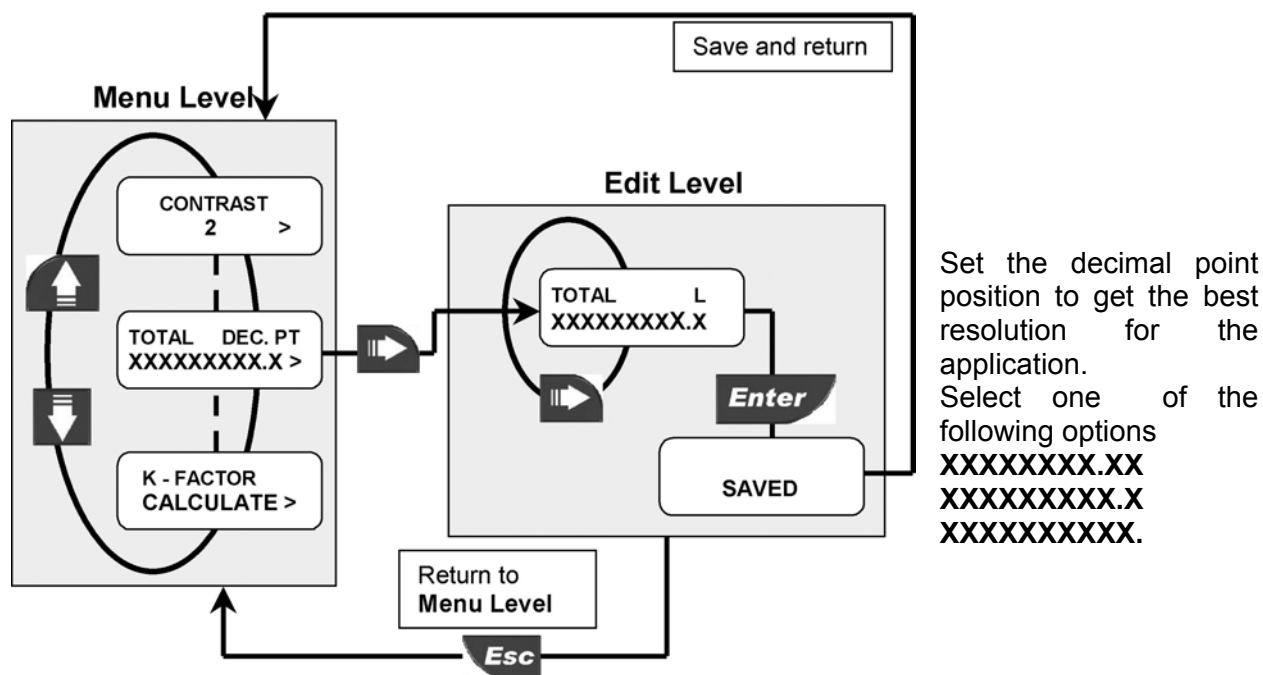 Save and return
Menu Level
CONTRAST
2 >
TOTAL DEC. PT
XXXXXXXXX.X >
K - FACTOR
CALCULATE >
Edit Level
TOTAL L
XXXXXXXXX.X
Enter
SAVED
Return to
Menu Level
Esc
Set the decimal point
position to get the best
resolution for the
application.
Select one of the
following options
XXXXXXXX.XX
XXXXXXXXX.X
XXXXXXXXXX.